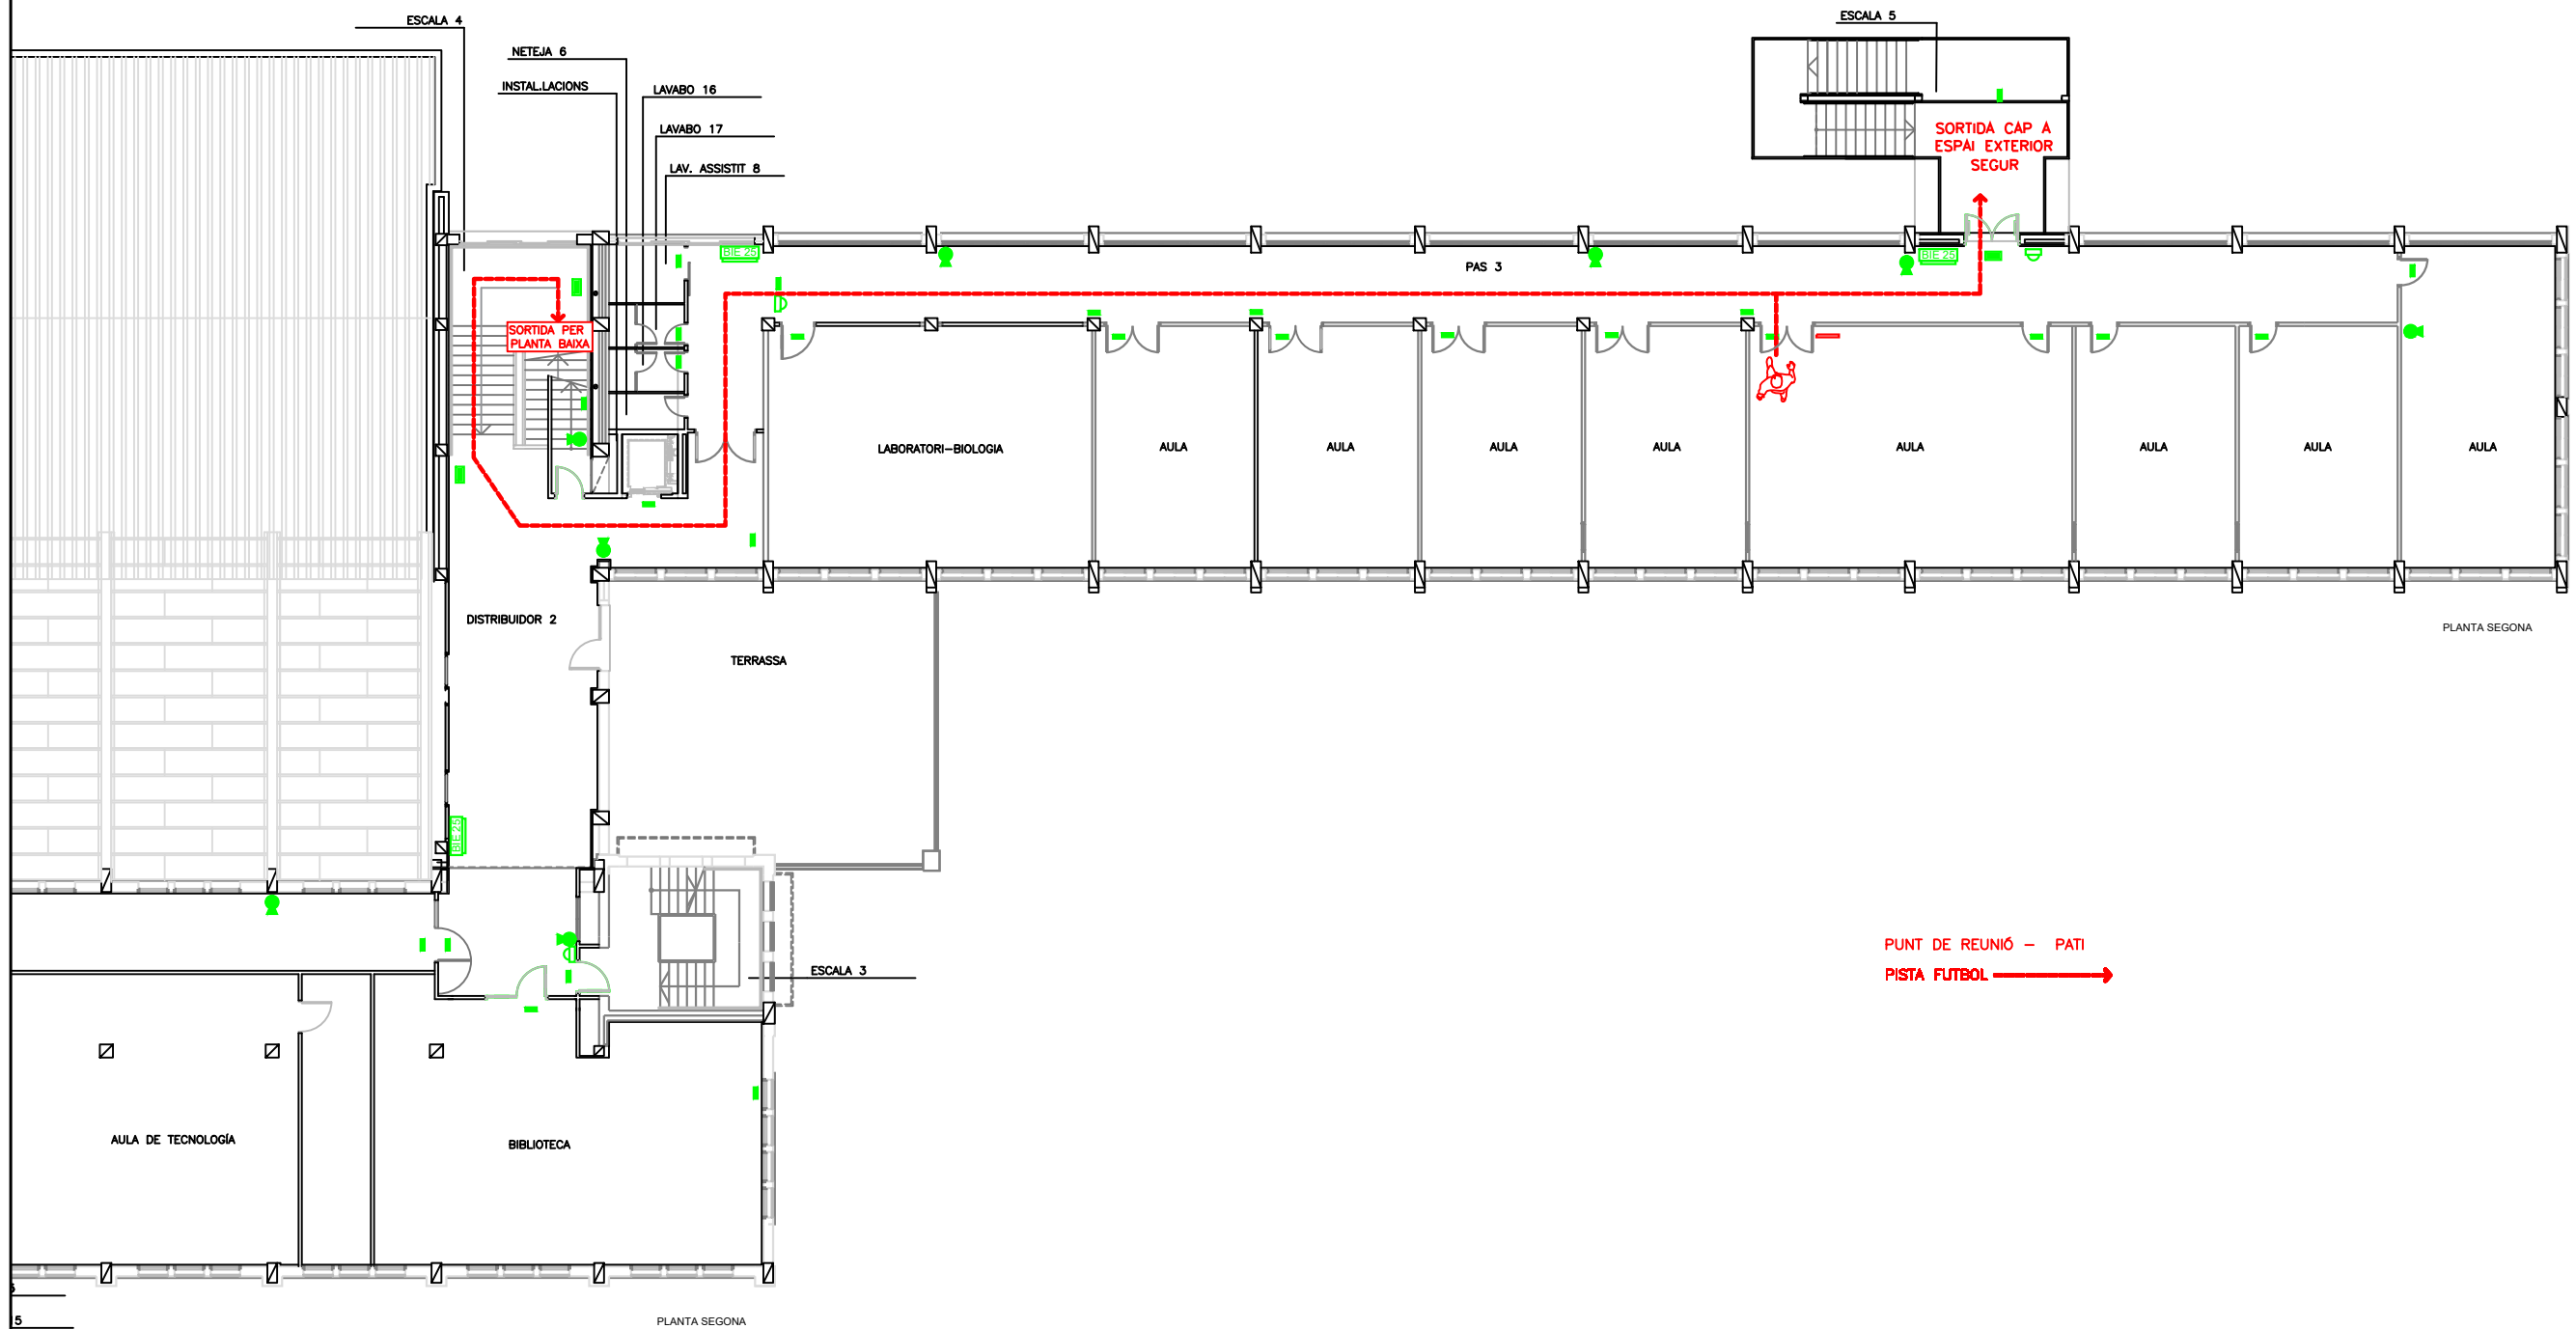 ESCALA 4
ESCALA 5
NETEJA 6
INSTAL.LACIONS
LAVABO 16
LAVABO 17
LAV. ASSISTIT 8
SORTIDA CAP A
ESPAI EXTERIOR
SEGUR
BIE 25
BIE 25
PAS 3
SORTIDA PER
PLANTA BAIXA
LABORATORI-BIOLOGIA
AULA
AULA
AULA
AULA
AULA
AULA
AULA
AULA
DISTRIBUIDOR 2
PLANTA SEGONA
TERRASSA
BIE 25
PUNT DE REUNIÓ - PATI
PISTA FUTBOL
ESCALA 3
AULA DE TECNOLOGÍA
BIBLIOTECA
5
PLANTA SEGONA